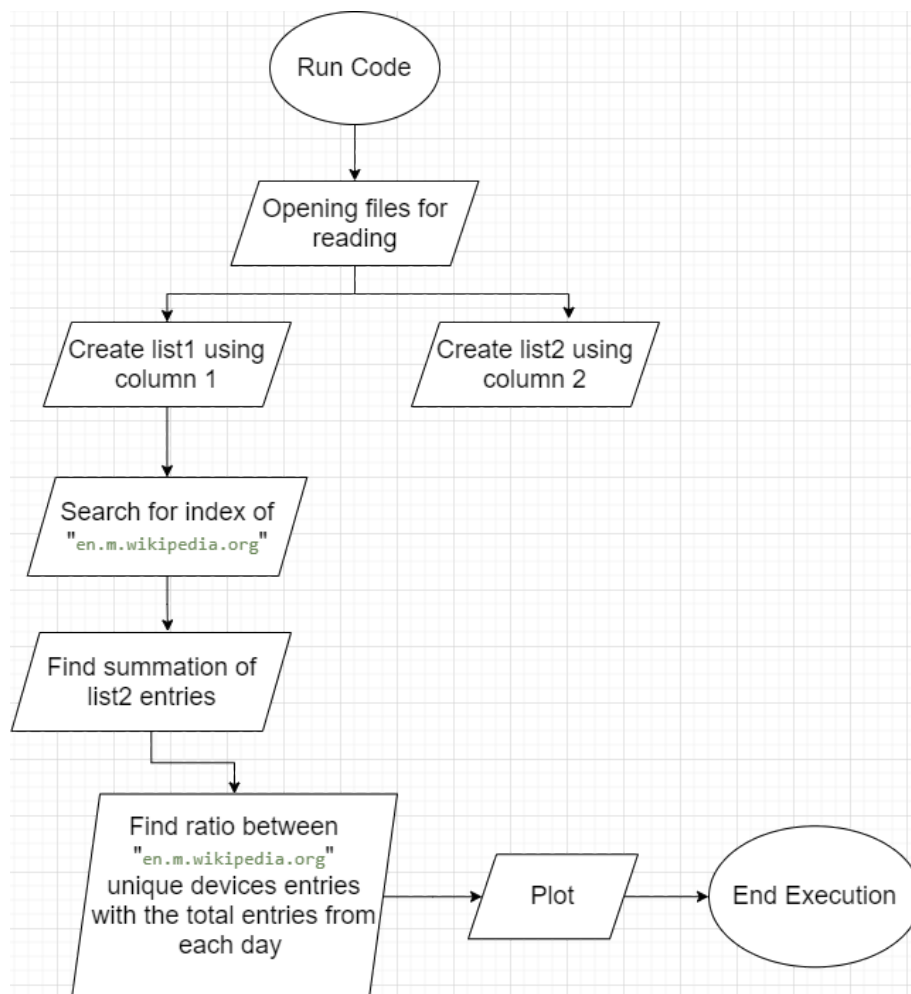 Run Code
Opening files for
reading
Create list1 using
column 1
Create list2 using
column 2
Search for index of
"en.m.wikipedia.org"
Find summation of
list2 entries
Find ratio between
"en.m.wikipedia.org"
unique devices entries
with the total entries from
each day
Plot
End Execution